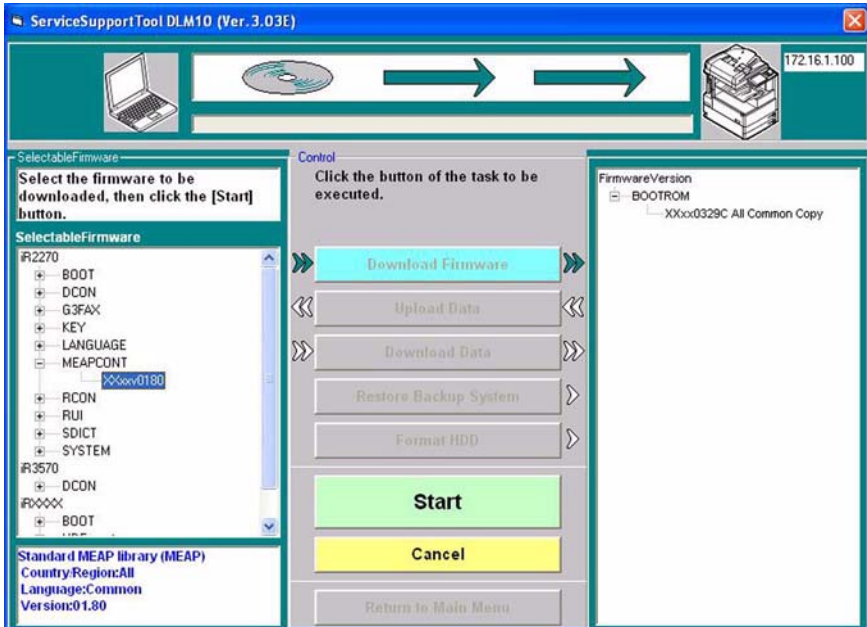 ServiceSupportTool DLM10 (Ver.3.03E)
172.16.1.100
SelectableFirmware
Select the firmware to be
downloaded, then click the [Start]
button.
SelectableFirmware
iR2270
BOOT
DCON
G3FAX
KEY
LANGUAGE
MEAPCONT
XXxxv0180
RCON
RUI
SDICT
SYSTEM
iR3570
DCON
iRXXXX
BOOT
Standard MEAP library (MEAP)
Country/Region:All
Language:Common
Version:01.80
Control
Click the button of the task to be
executed.
Download Firmware
Upload Data
Download Data
Restore Backup System
Format HDD
Start
Cancel
Return to Main Menu
FirmwareVersion
BOOTROM
XXxx0329C All Common Copy